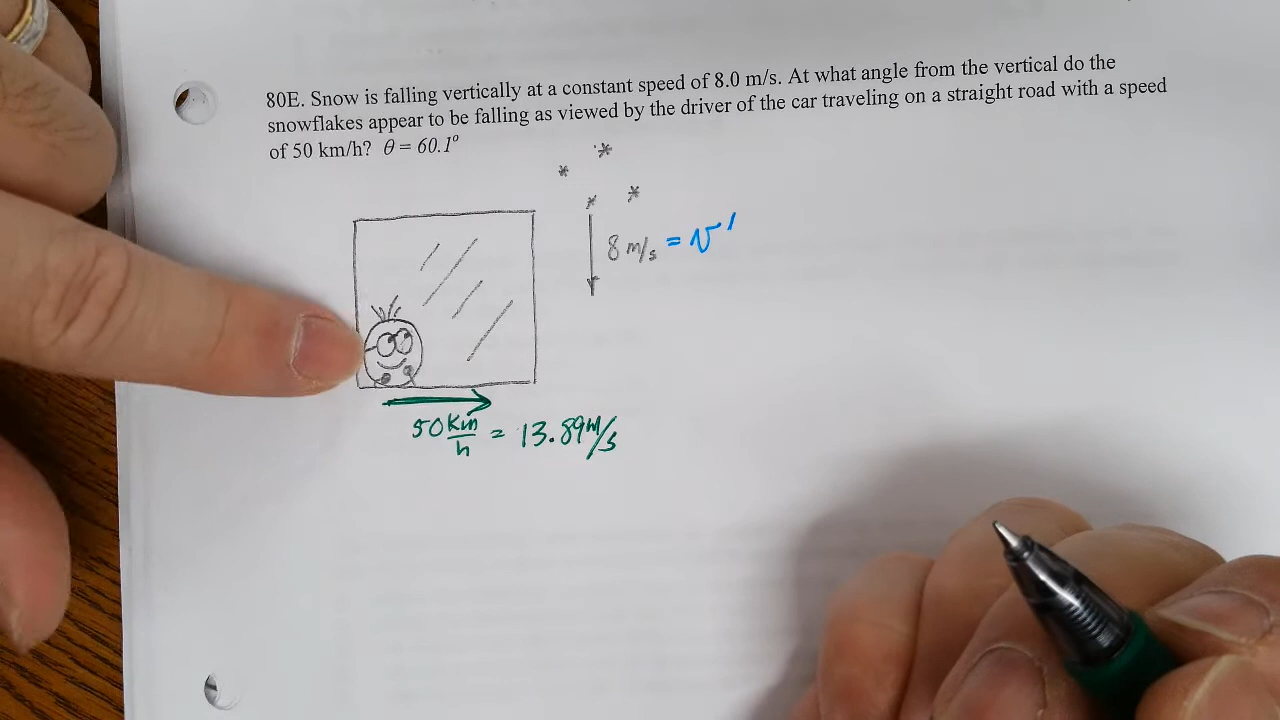 80E. Snow is falling vertically at a constant speed of 8.0 m/s. At what angle from the vertical do the
snowflakes appear to be falling as viewed by the driver of the car traveling on a straight road with a speed
of 50 km/h? θ = 60.1°
8 m/s = v'
50 km/h = 13.89 m/s